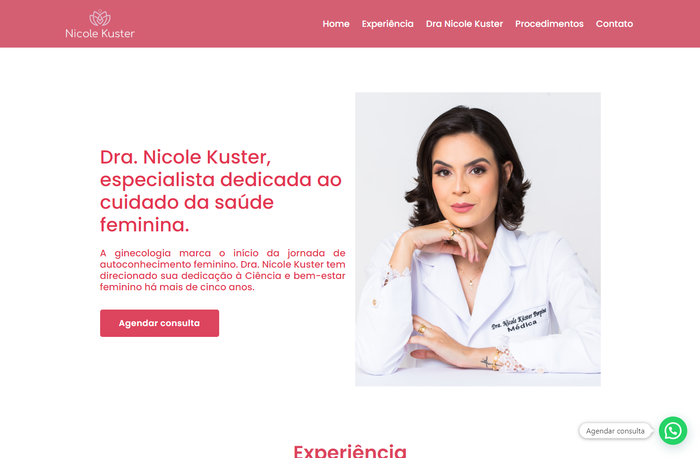 Nicole Kuster
Home Experiência Dra Nicole Kuster Procedimentos Contato
Dra. Nicole Kuster,
especialista dedicada ao
cuidado da saúde
feminina.
A ginecologia marca o início da jornada de
autoconhecimento feminino. Dra. Nicole Kuster tem
direcionado sua dedicação à Ciência e bem-estar
feminino há mais de cinco anos.
Agendar consulta
Dra. Nicole Küster
Médica
Agendar consulta
Experiência